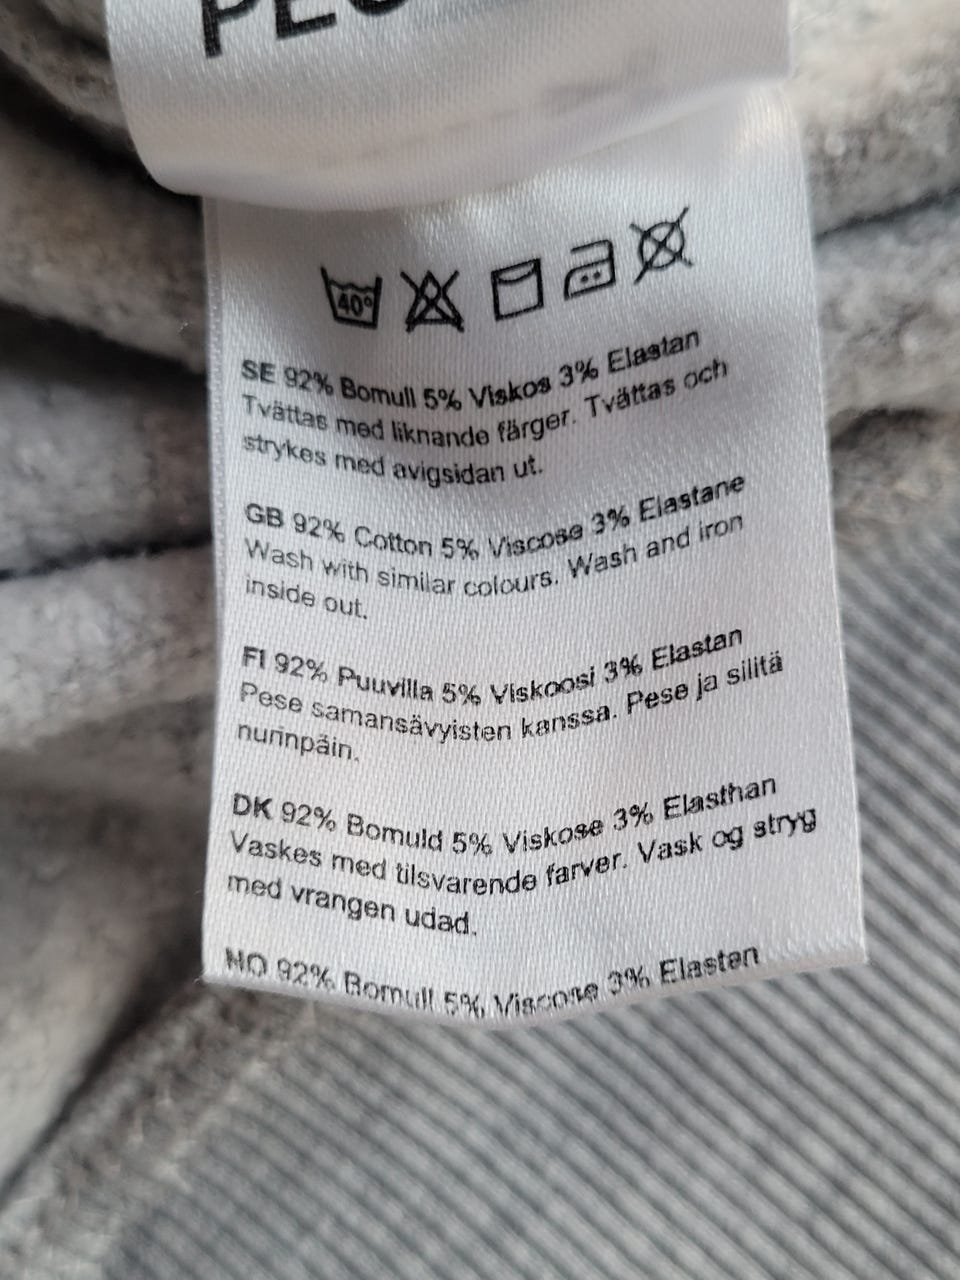 40°
SE 92% Bomull 5% Viskos 3% Elastan
Tvättas med liknande färger. Tvättas och
strykes med avigsidan ut.
GB 92% Cotton 5% Viscose 3% Elastane
Wash with similar colours. Wash and iron
inside out.
FI 92% Puuvilla 5% Viskoosi 3% Elastan
Pese samansävyisten kanssa. Pese ja silitä
nurinpäin.
DK 92% Bomuld 5% Viskose 3% Elasthan
Vaskes med tilsvarende farver. Vask og stryg
med vrangen udad.
NO 92% Bomull 5% Viscose 3% Elasten